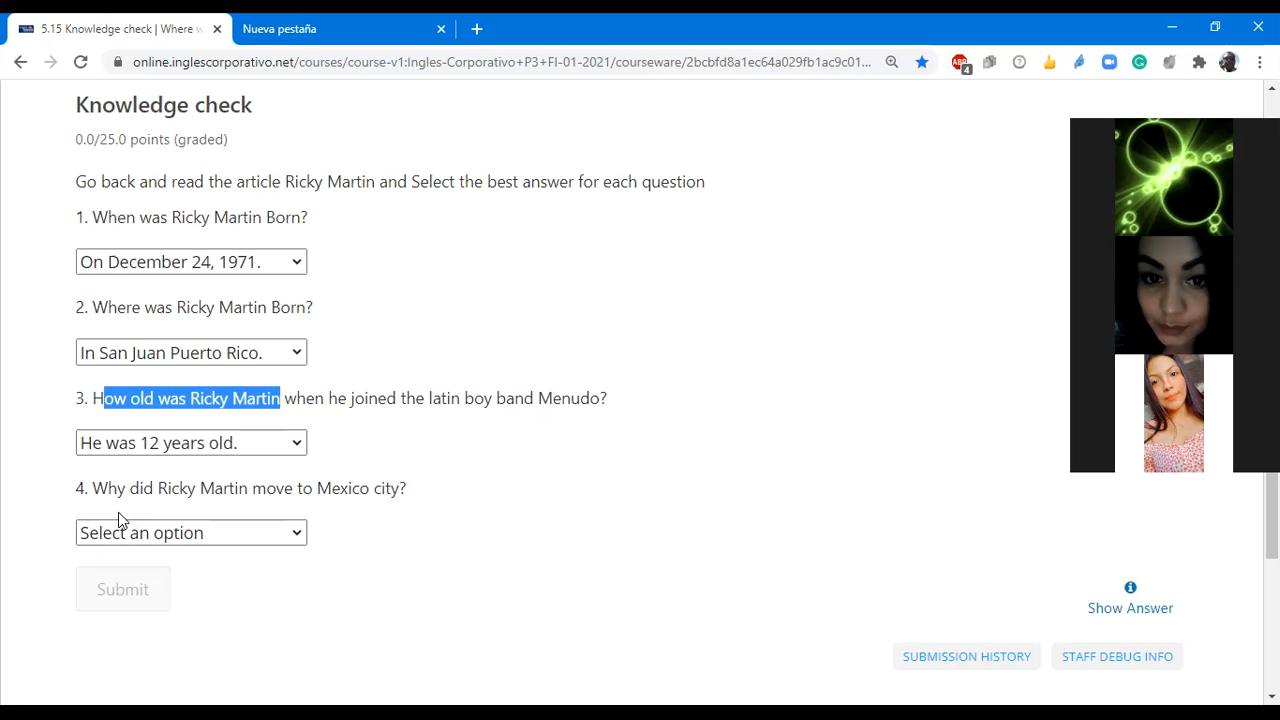 5.15 Knowledge check | Where w
Nueva pestaña
online.inglescorporativo.net/courses/course-v1:Ingles-Corporativo+P3+FI-01-2021/courseware/2bcbfd8a1ec64a029fb1ac9c01...
4
Knowledge check
0.0/25.0 points (graded)
Go back and read the article Ricky Martin and Select the best answer for each question
1. When was Ricky Martin Born?
On December 24, 1971.
2. Where was Ricky Martin Born?
In San Juan Puerto Rico.
3. How old was Ricky Martin when he joined the latin boy band Menudo?
He was 12 years old.
4. Why did Ricky Martin move to Mexico city?
Select an option
Submit
Show Answer
SUBMISSION HISTORY
STAFF DEBUG INFO